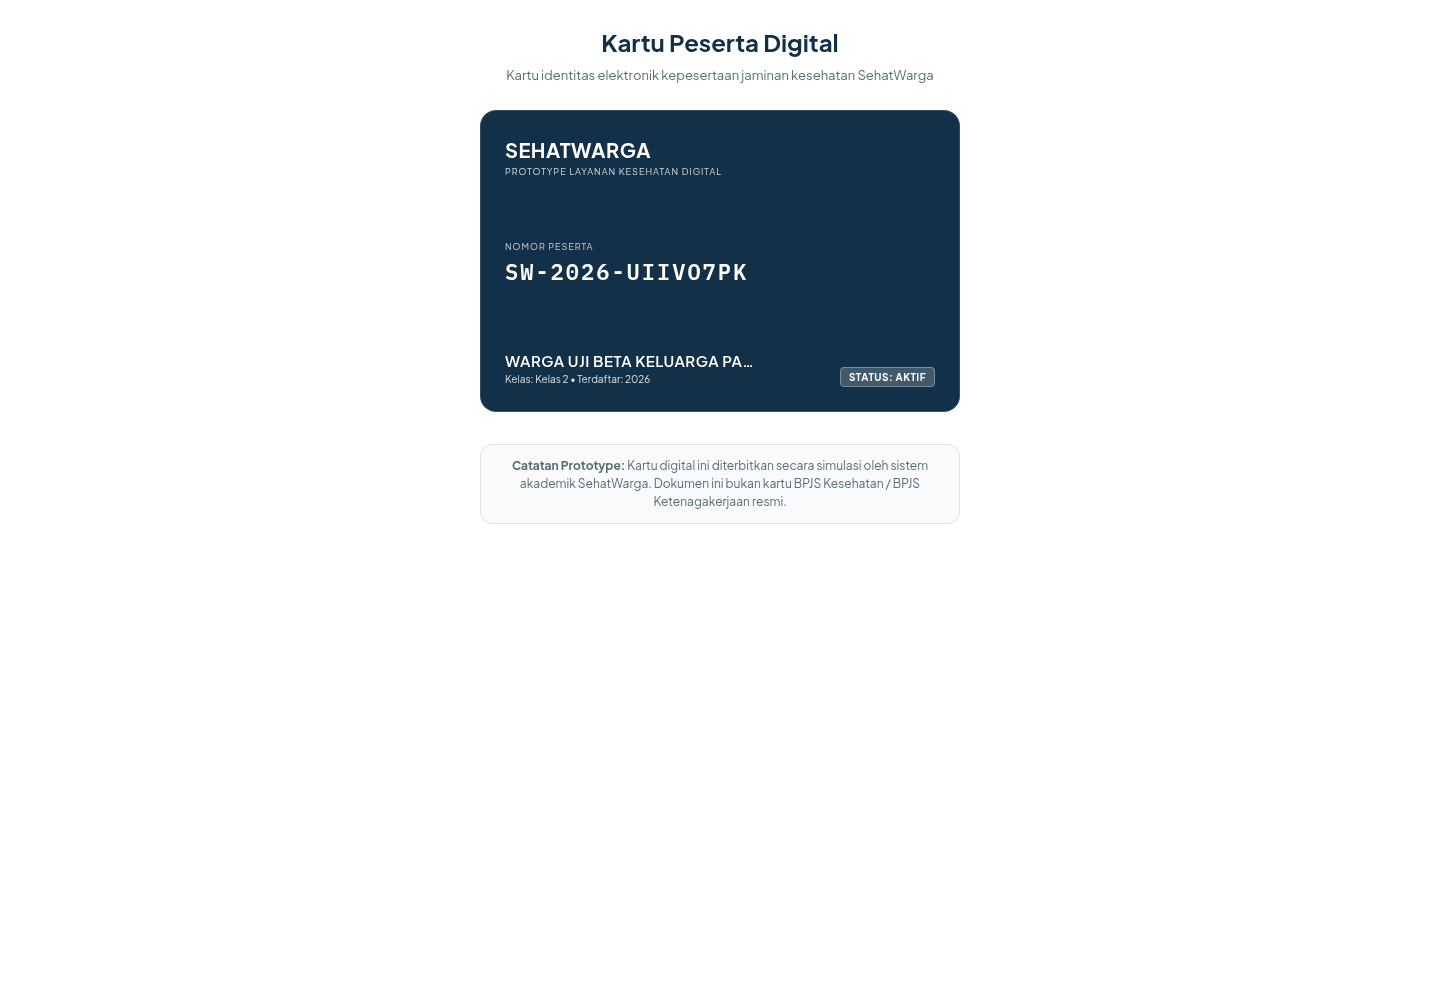 Kartu Peserta Digital
Kartu identitas elektronik kepesertaan jaminan kesehatan SehatWarga
SEHATWARGA
PROTOTYPE LAYANAN KESEHATAN DIGITAL
NOMOR PESERTA
SW-2026-UIIVO7PK
WARGA UJI BETA KELUARGA PA...
Kelas: Kelas 2 • Terdaftar: 2026
STATUS: AKTIF
Catatan Prototype: Kartu digital ini diterbitkan secara simulasi oleh sistem
akademik SehatWarga. Dokumen ini bukan kartu BPJS Kesehatan / BPJS
Ketenagakerjaan resmi.